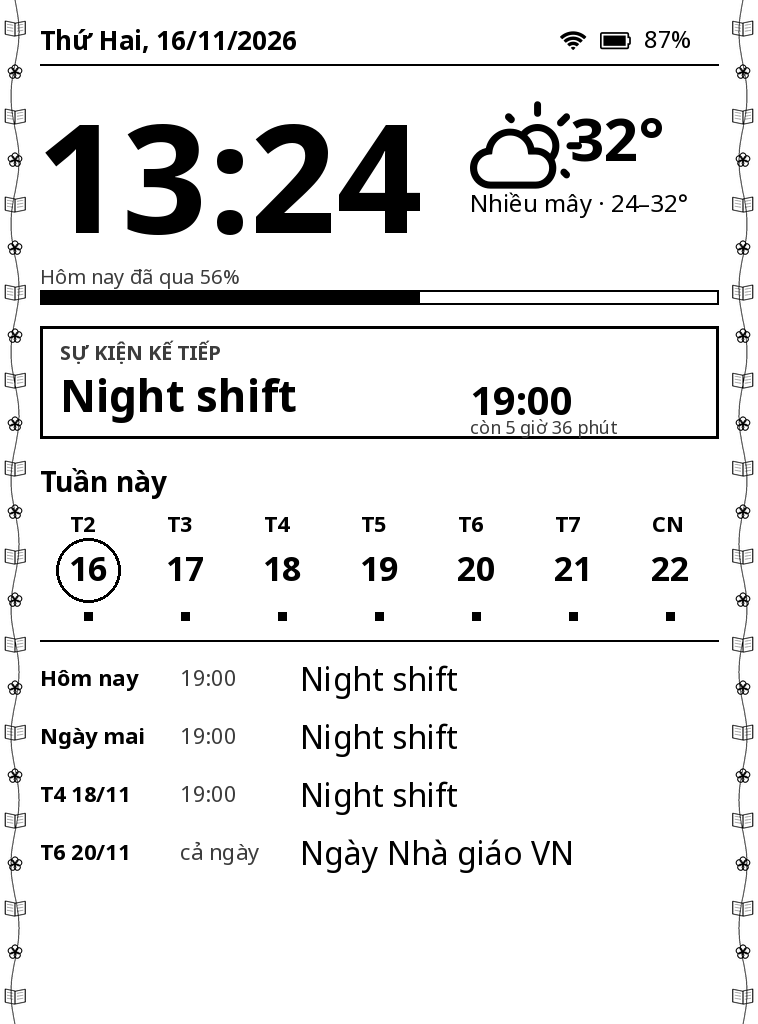 Thứ Hai, 16/11/2026 87%
13:24 32°
Nhiều mây · 24–32°
Hôm nay đã qua 56%
SỰ KIỆN KẾ TIẾP
Night shift 19:00
còn 5 giờ 36 phút
Tuần này
T2 T3 T4 T5 T6 T7 CN
16 17 18 19 20 21 22
Hôm nay 19:00 Night shift
Ngày mai 19:00 Night shift
T4 18/11 19:00 Night shift
T6 20/11 cả ngày Ngày Nhà giáo VN